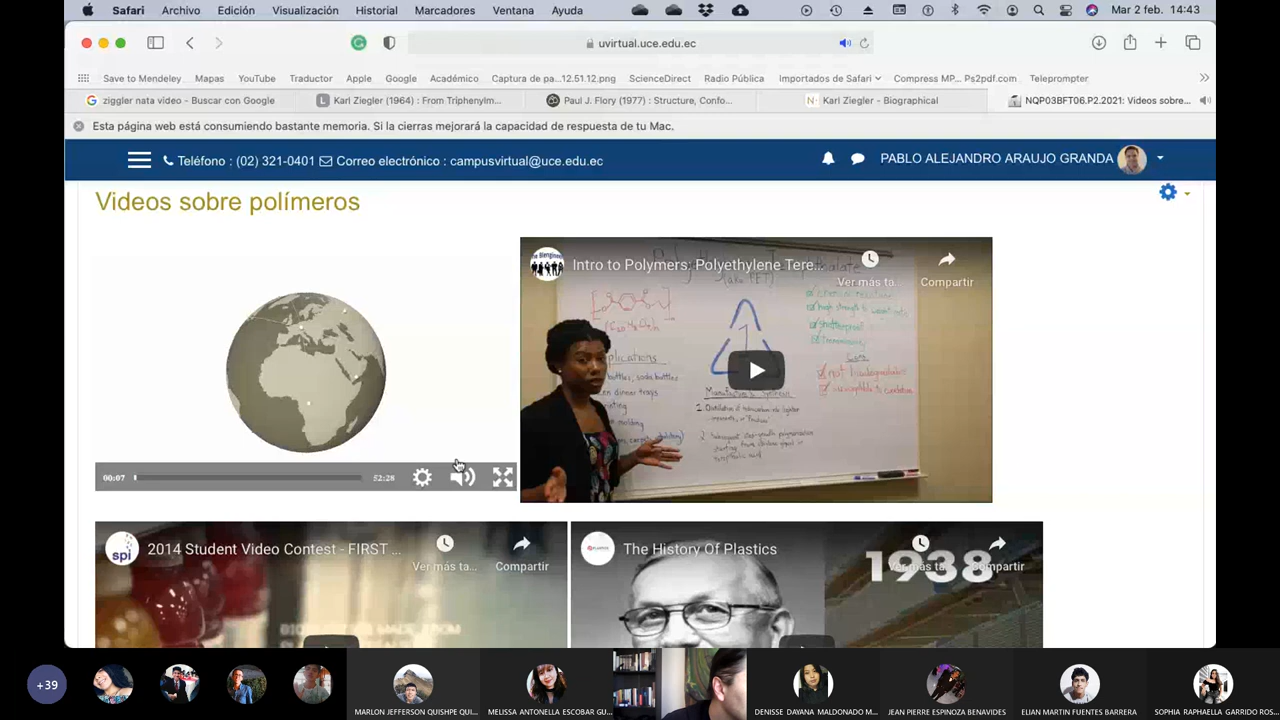 Safari Archivo Edición Visualización Historial Marcadores Ventana Ayuda Mar 2 feb. 14:43
uvirtual.uce.edu.ec
Save to Mendeley Mapas YouTube Traductor Apple Google Académico Captura de pa...12.51.12.png ScienceDirect Radio Pública Importados de Safari Compress MP... Ps2pdf.com Teleprompter
ziggler nata video - Buscar con Google Karl Ziegler (1964) : From Triphenylm... Paul J. Flory (1977) : Structure, Confo... Karl Ziegler - Biographical NQP03BFT06.P2.2021: Videos sobre...
Esta página web está consumiendo bastante memoria. Si la cierras mejorará la capacidad de respuesta de tu Mac.
Teléfono : (02) 321-0401 Correo electrónico : campusvirtual@uce.edu.ec PABLO ALEJANDRO ARAUJO GRANDA
Videos sobre polímeros
Intro to Polymers: Polyethylene Tere...
Ver más ta... Compartir
not biodegradable
bottles, soda bottles
Manufacture
00:07 52:28
spi 2014 Student Video Contest - FIRST ... The History Of Plastics 1938
Ver más ta... Compartir Ver más ta... Compartir
+39
MARLON JEFFERSON QUISHPE QUI... MELISSA ANTONELLA ESCOBAR GU... DENISSE DAYANA MALDONADO M... JEAN PIERRE ESPINOZA BENAVIDES ELIAN MARTIN FUENTES BARRERA SOPHIA RAPHAELLA GARRIDO ROS...